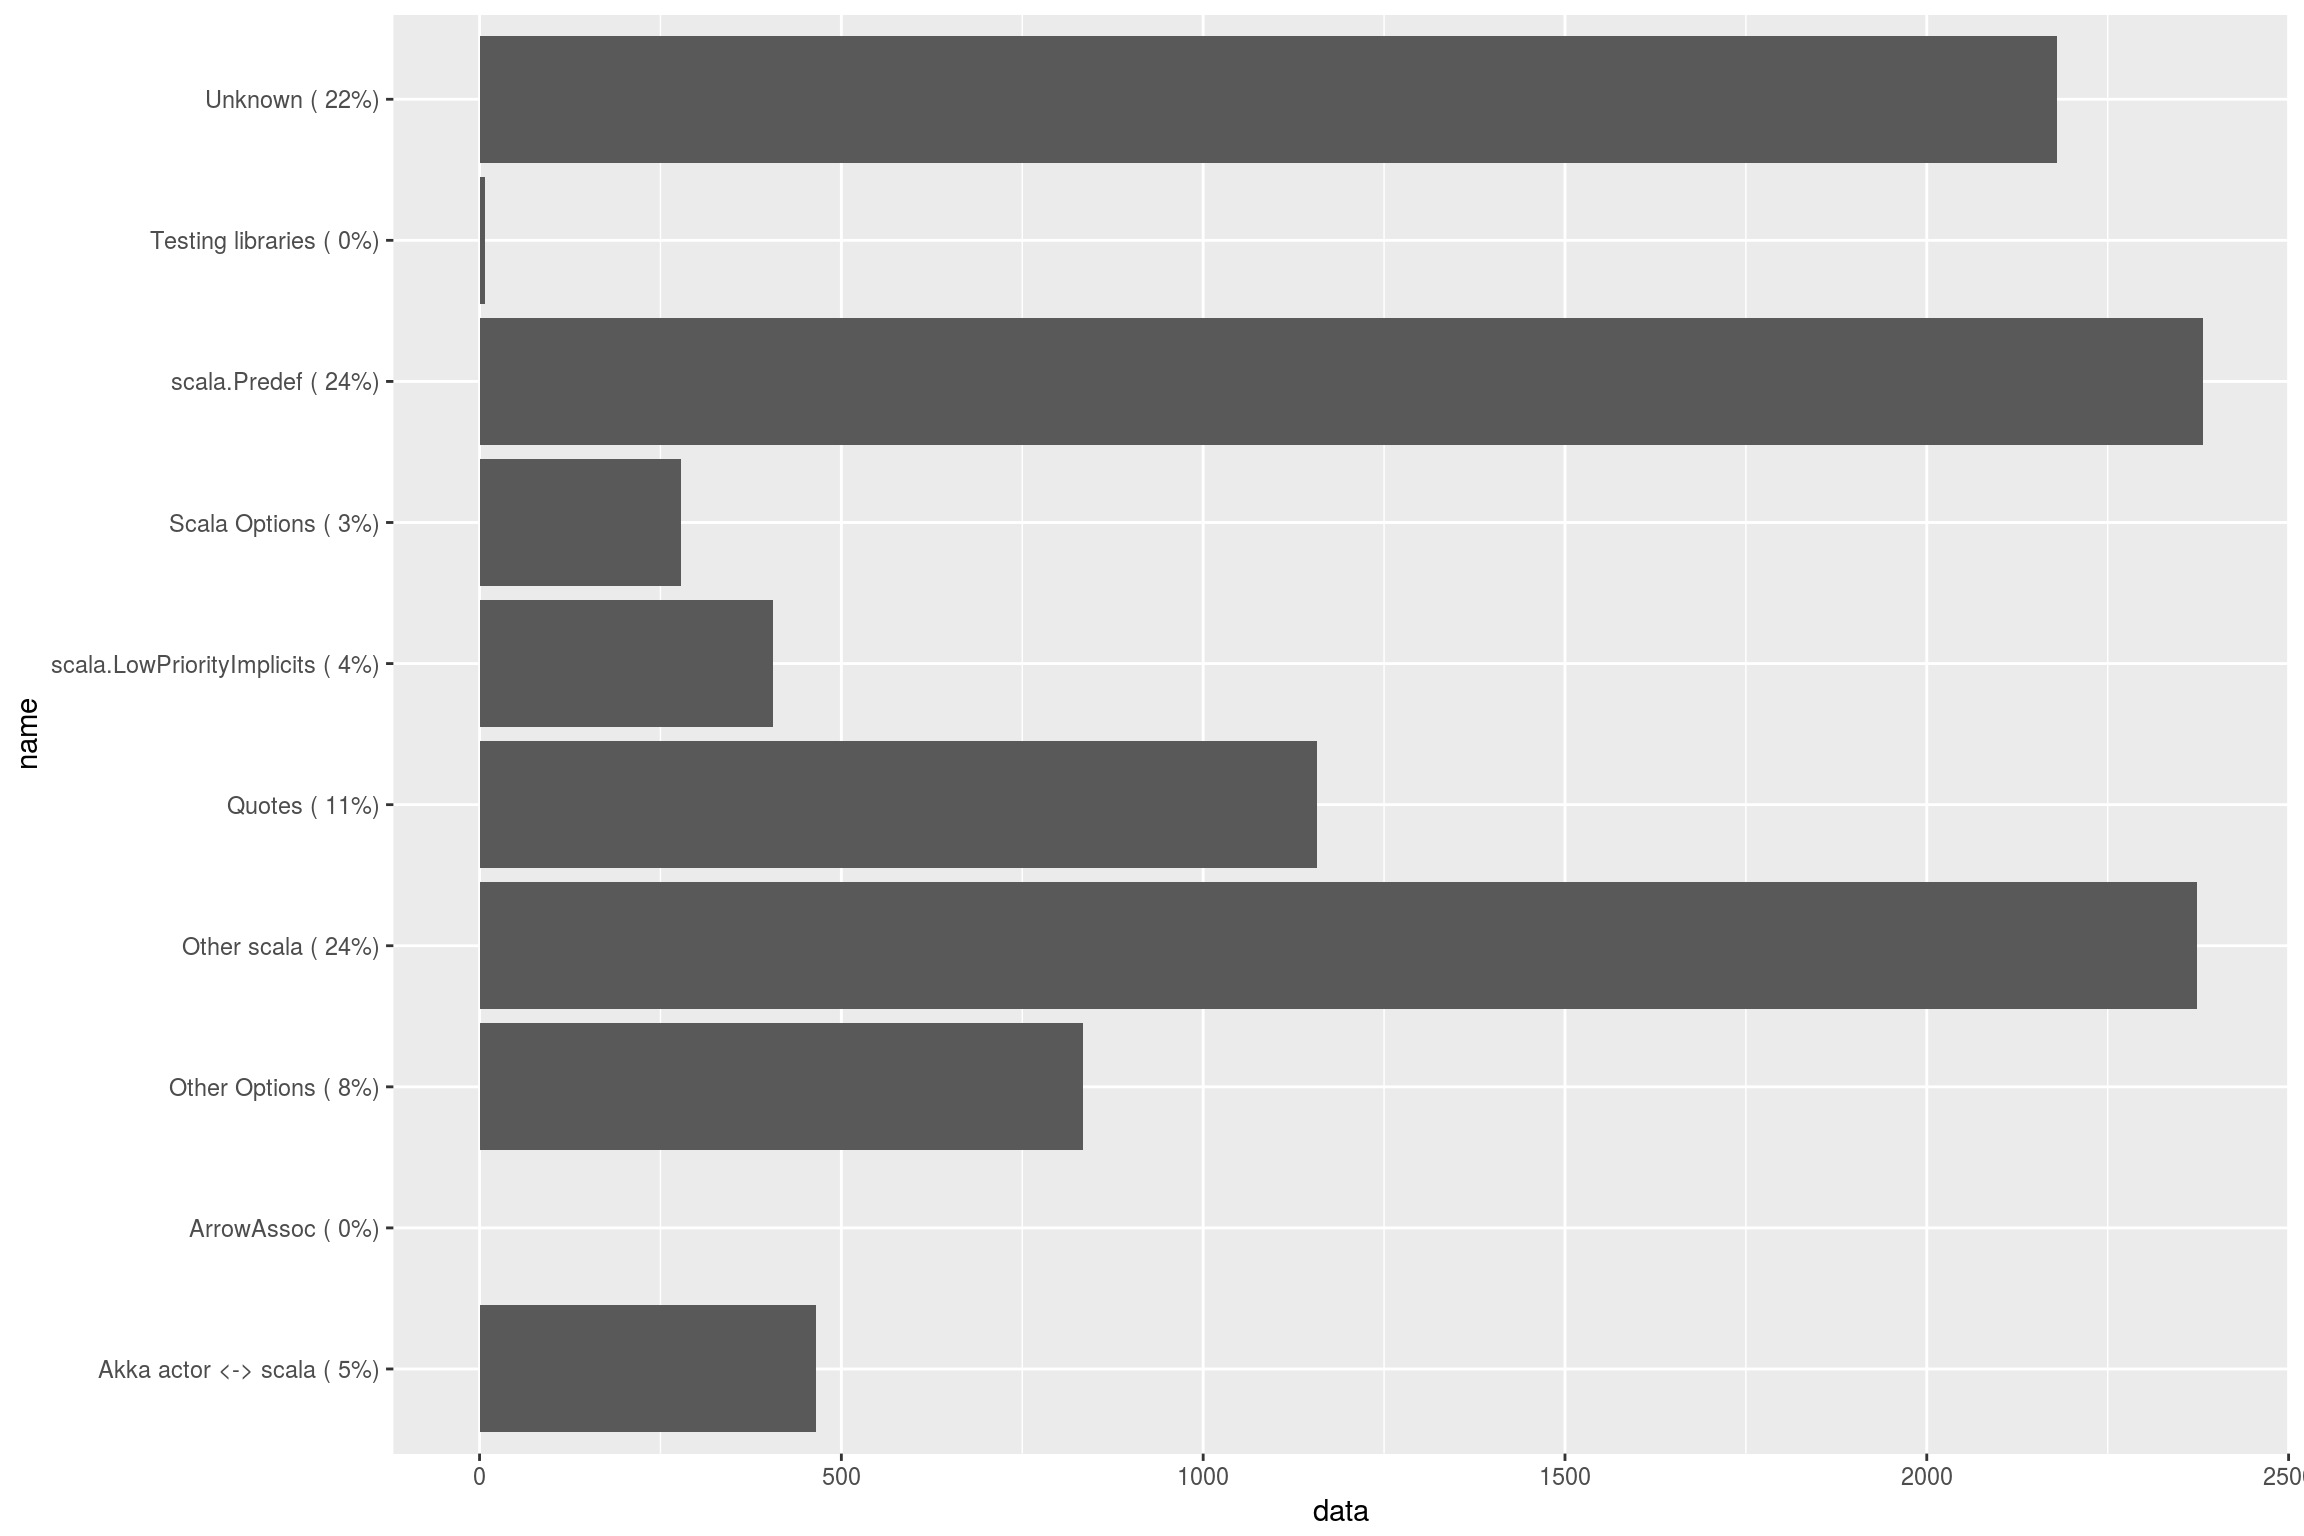 Unknown ( 22%)
Testing libraries ( 0%)
scala.Predef ( 24%)
Scala Options ( 3%)
scala.LowPriorityImplicits ( 4%)
Quotes ( 11%)
Other scala ( 24%)
Other Options ( 8%)
ArrowAssoc ( 0%)
Akka actor <-> scala ( 5%)
name
0 500 1000 1500 2000 2500
data